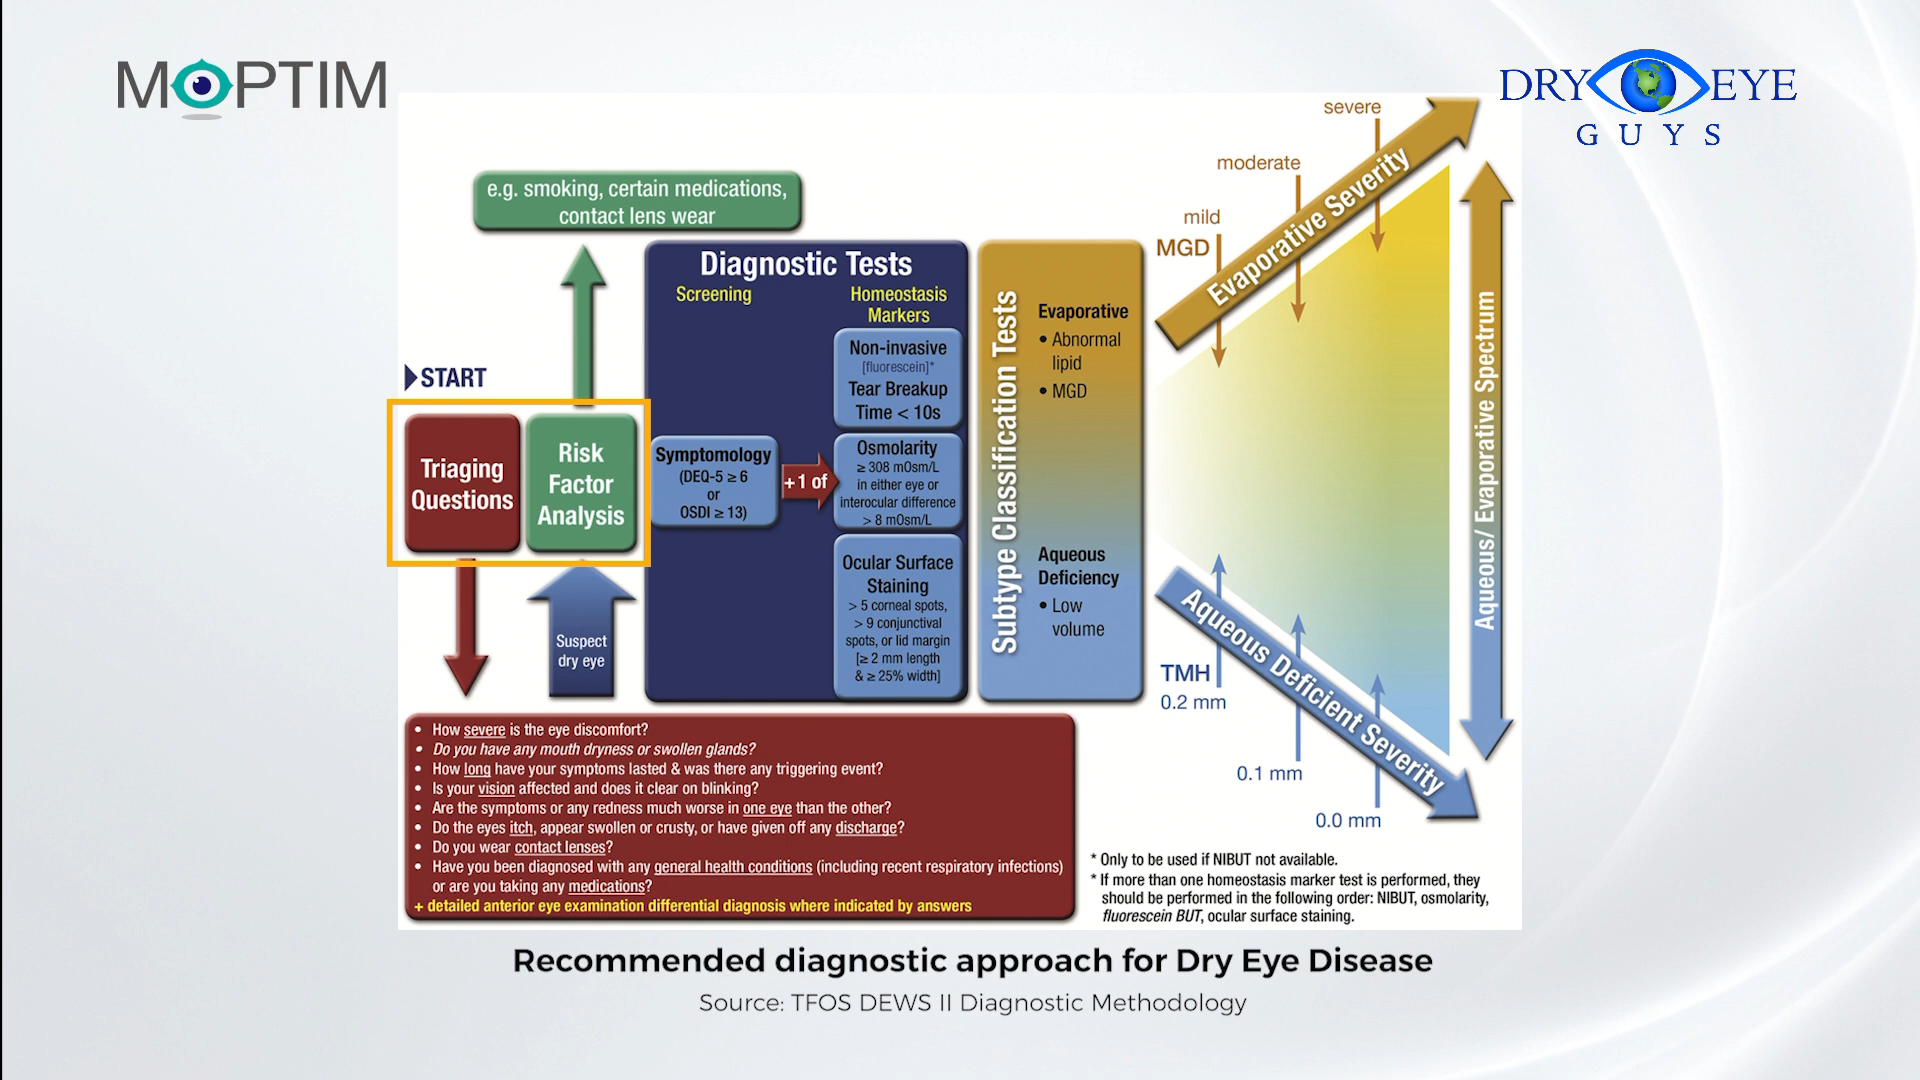 MOPTIM
DRY EYE
GUYS
e.g. smoking, certain medications,
contact lens wear
START
Triaging
Questions
Risk
Factor
Analysis
Suspect
dry eye
Diagnostic Tests
Screening
Homeostasis
Markers
Symptomology
(DEQ-5 ≥ 6
or
OSDI ≥ 13)
+1 of
Non-invasive
[fluorescein]*
Tear Breakup
Time < 10s
Osmolarity
≥ 308 mOsm/L
in either eye or
interocular difference
> 8 mOsm/L
Ocular Surface
Staining
> 5 corneal spots,
> 9 conjunctival
spots, or lid margin
[≥ 2 mm length
& ≥ 25% width]
Subtype Classification Tests
Evaporative
• Abnormal
lipid
• MGD
Aqueous
Deficiency
• Low
volume
severe
moderate
mild
MGD
Evaporative Severity
Aqueous/ Evaporative Spectrum
Aqueous Deficient Severity
TMH
0.2 mm
0.1 mm
0.0 mm
• How severe is the eye discomfort?
• Do you have any mouth dryness or swollen glands?
• How long have your symptoms lasted & was there any triggering event?
• Is your vision affected and does it clear on blinking?
• Are the symptoms or any redness much worse in one eye than the other?
• Do the eyes itch, appear swollen or crusty, or have given off any discharge?
• Do you wear contact lenses?
• Have you been diagnosed with any general health conditions (including recent respiratory infections)
or are you taking any medications?
+ detailed anterior eye examination differential diagnosis where indicated by answers
* Only to be used if NIBUT not available.
* If more than one homeostasis marker test is performed, they
should be performed in the following order: NIBUT, osmolarity,
fluorescein BUT, ocular surface staining.
Recommended diagnostic approach for Dry Eye Disease
Source: TFOS DEWS II Diagnostic Methodology